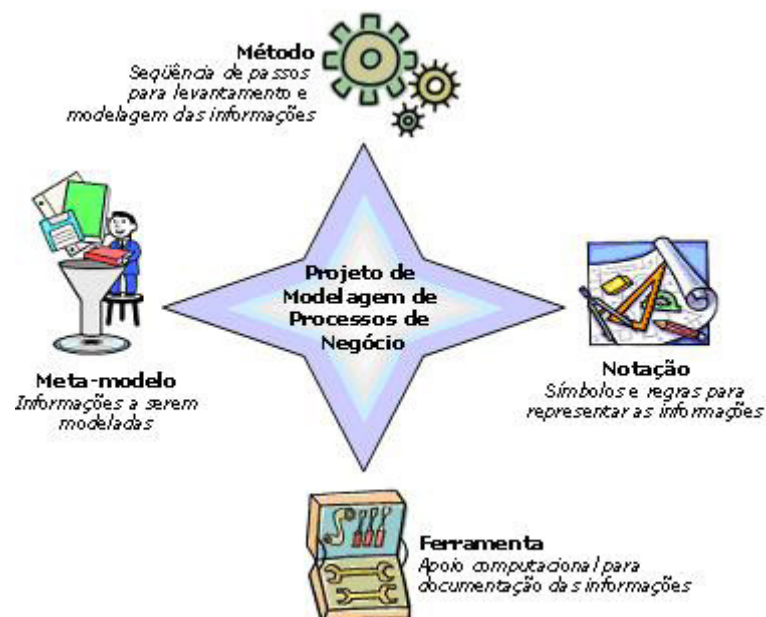 Método
Seqüência de passos
para levantamento e
modelagem das informações
Projeto de
Modelagem de
Processos de
Negócio
Meta-modelo
Informações a serem
modeladas
Notação
Símbolos e regras para
representar as informações
Ferramenta
Apoio computacional para
documentação das informações